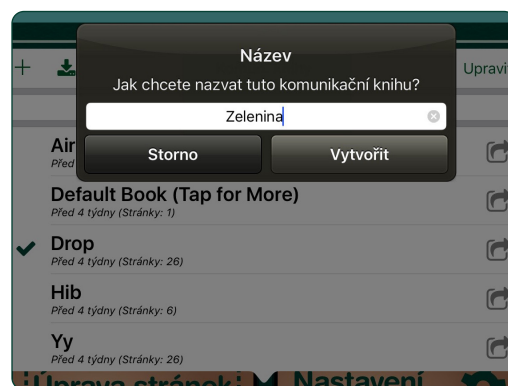 Název
Jak chcete nazvat tuto komunikační knihu?
Zelenina
Storno
Vytvořit
+
Upravi
Air
Před
Default Book (Tap for More)
Před 4 týdny (Stránky: 1)
Drop
Před 4 týdny (Stránky: 26)
Hib
Před 4 týdny (Stránky: 6)
Yy
Před 4 týdny (Stránky: 26)
Úprava stránek
Nastavení